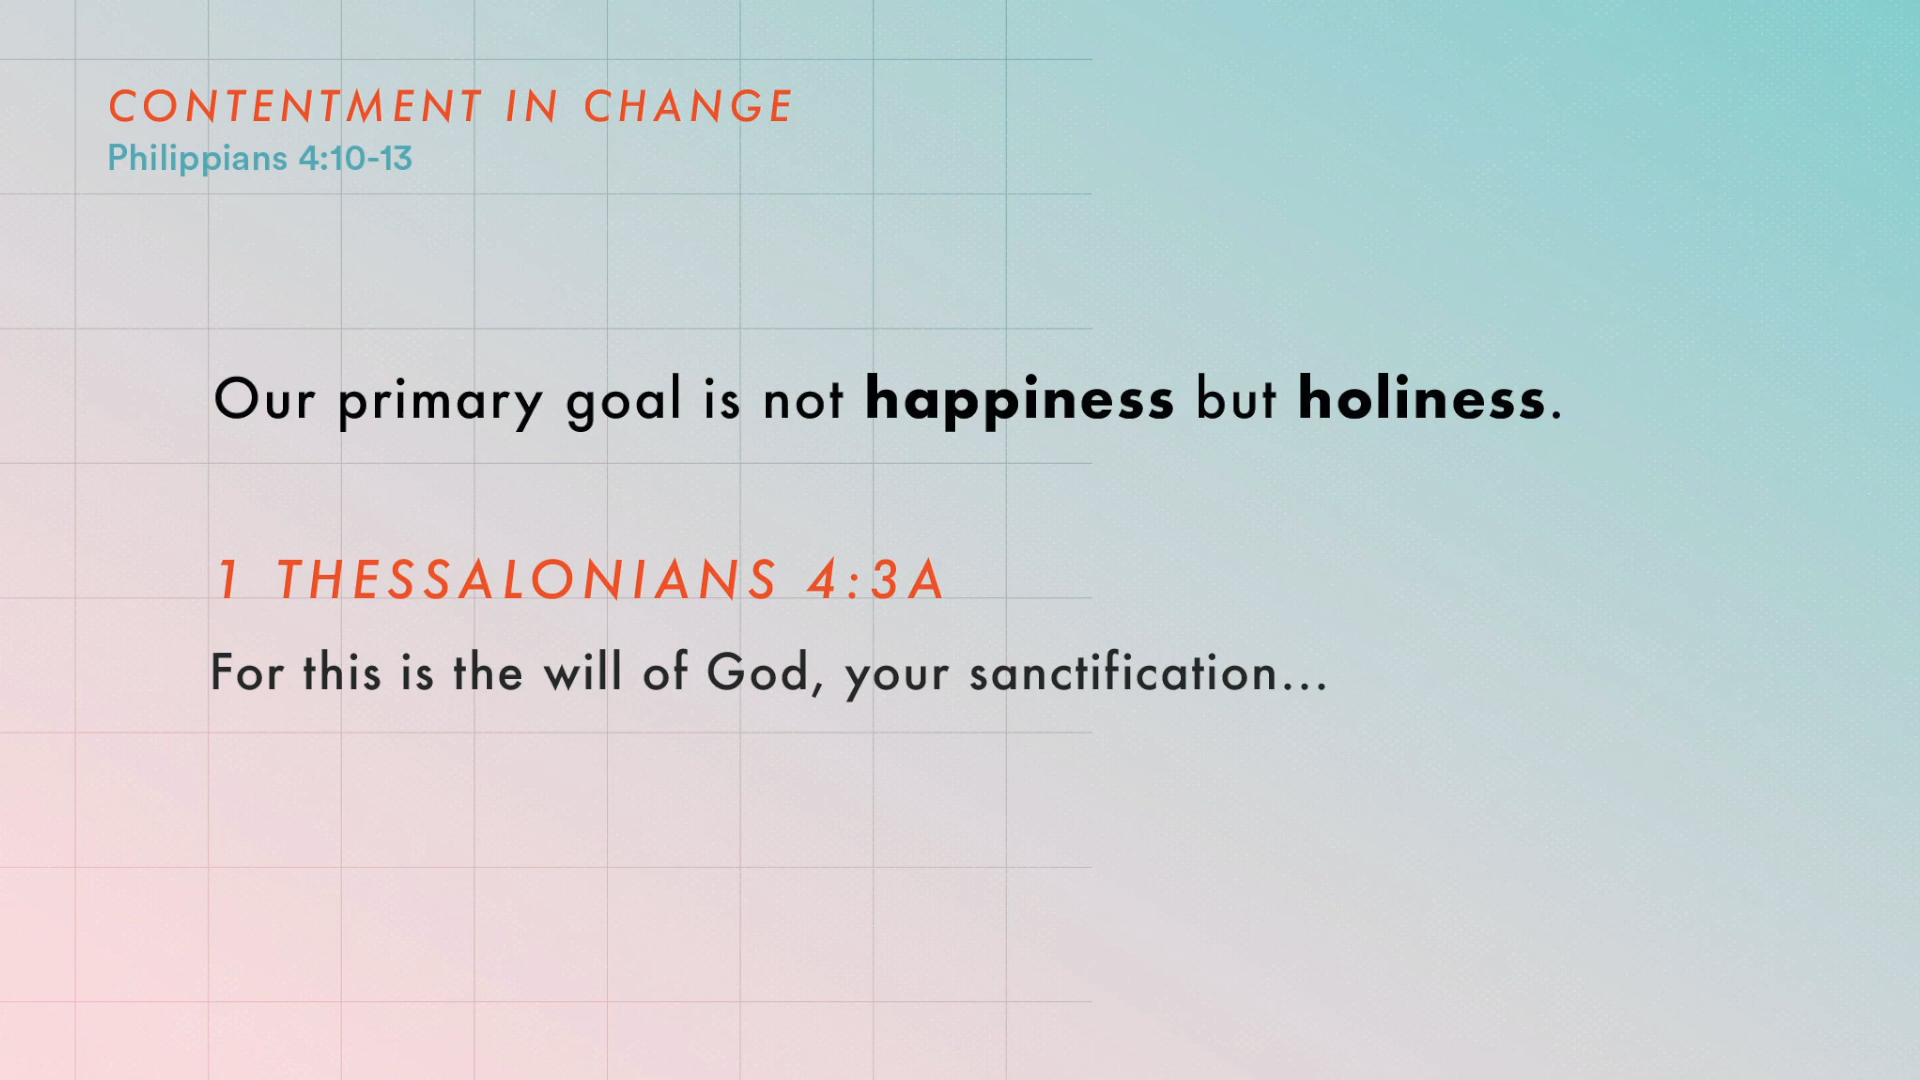 CONTENTMENT IN CHANGE
Philippians 4:10-13
Our primary goal is not happiness but holiness.
1 THESSALONIANS 4:3A
For this is the will of God, your sanctification...